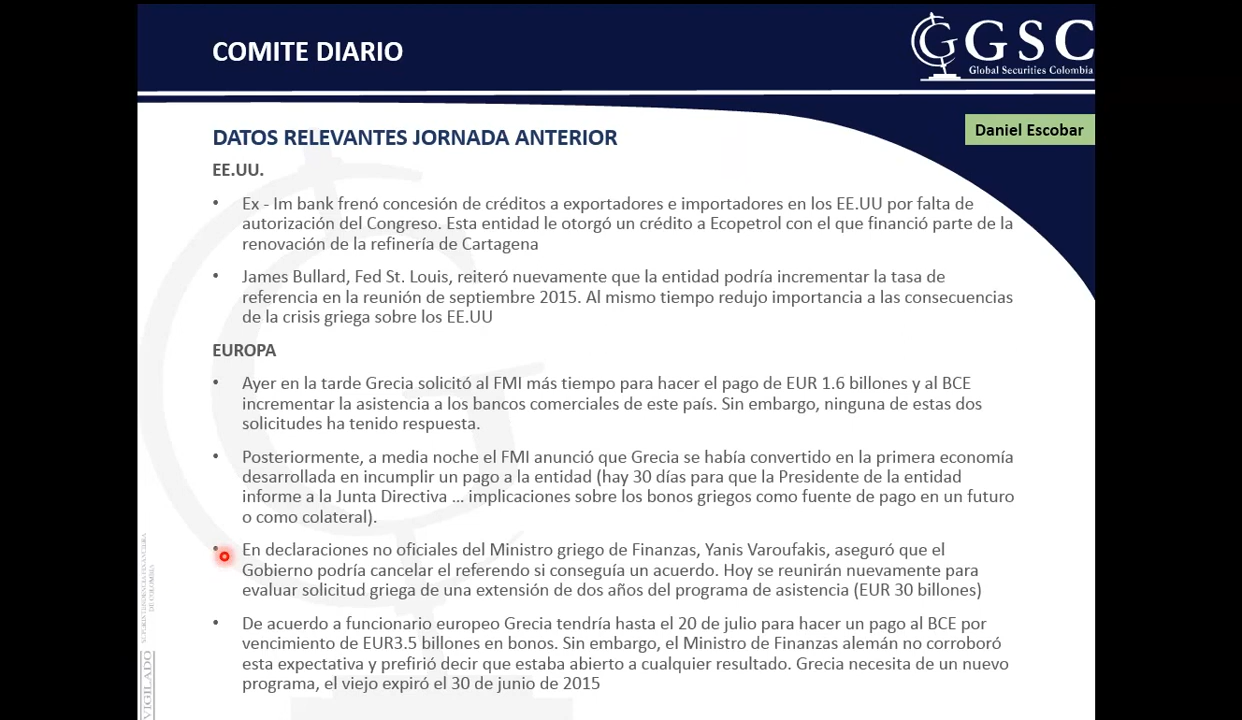 COMITE DIARIO
GSC
Global Securities Colombia
Daniel Escobar
DATOS RELEVANTES JORNADA ANTERIOR
EE.UU.
• Ex - Im bank frenó concesión de créditos a exportadores e importadores en los EE.UU por falta de
autorización del Congreso. Esta entidad le otorgó un crédito a Ecopetrol con el que financió parte de la
renovación de la refinería de Cartagena
• James Bullard, Fed St. Louis, reiteró nuevamente que la entidad podría incrementar la tasa de
referencia en la reunión de septiembre 2015. Al mismo tiempo redujo importancia a las consecuencias
de la crisis griega sobre los EE.UU
EUROPA
• Ayer en la tarde Grecia solicitó al FMI más tiempo para hacer el pago de EUR 1.6 billones y al BCE
incrementar la asistencia a los bancos comerciales de este país. Sin embargo, ninguna de estas dos
solicitudes ha tenido respuesta.
• Posteriormente, a media noche el FMI anunció que Grecia se había convertido en la primera economía
desarrollada en incumplir un pago a la entidad (hay 30 días para que la Presidente de la entidad
informe a la Junta Directiva ... implicaciones sobre los bonos griegos como fuente de pago en un futuro
o como colateral).
• En declaraciones no oficiales del Ministro griego de Finanzas, Yanis Varoufakis, aseguró que el
Gobierno podría cancelar el referendo si conseguía un acuerdo. Hoy se reunirán nuevamente para
evaluar solicitud griega de una extensión de dos años del programa de asistencia (EUR 30 billones)
• De acuerdo a funcionario europeo Grecia tendría hasta el 20 de julio para hacer un pago al BCE por
vencimiento de EUR3.5 billones en bonos. Sin embargo, el Ministro de Finanzas alemán no corroboró
esta expectativa y prefirió decir que estaba abierto a cualquier resultado. Grecia necesita de un nuevo
programa, el viejo expiró el 30 de junio de 2015
SUPERINTENDENCIA FINANCIERA
DE COLOMBIA
VIGILADO